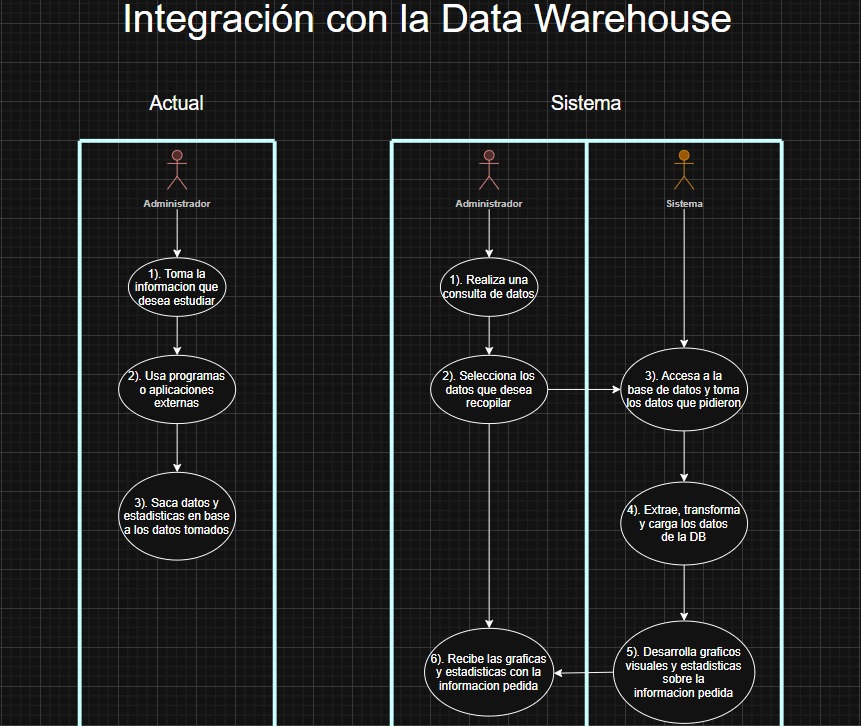 Integración con la Data Warehouse
Actual
Administrador
1). Toma la
informacion que
desea estudiar
2). Usa programas
o aplicaciones
externas
3). Saca datos y
estadisticas en base
a los datos tomados
Sistema
Administrador
Sistema
1). Realiza una
consulta de datos
2). Selecciona los
datos que desea
recopilar
3). Accesa a la
base de datos y toma
los datos que pidieron
4). Extrae, transforma
y carga los datos
de la DB
5). Desarrolla graficos
visuales y estadisticas
sobre la
informacion pedida
6). Recibe las graficas
y estadisticas con la
informacion pedida